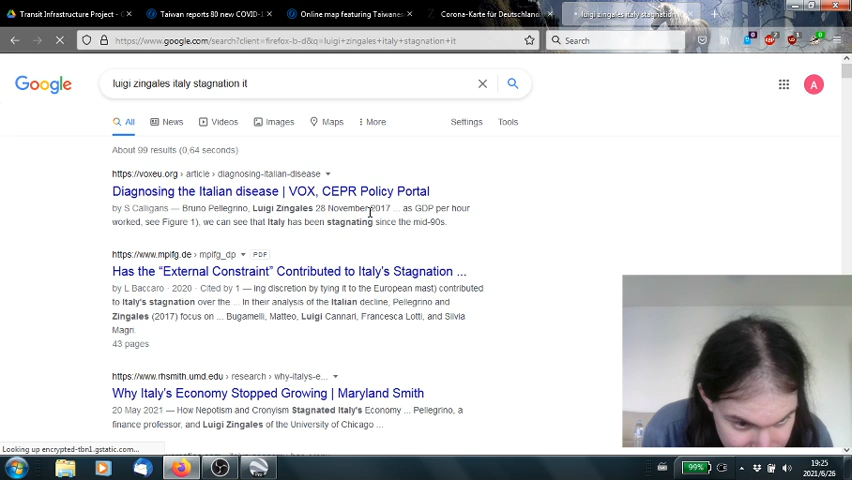 Transit Infrastructure Project - G
Taiwan reports 80 new COVID-1
Online map featuring Taiwanes
Corona-Karte für Deutschland
luigi zingales italy stagnation
https://www.google.com/search?client=firefox-b-d&q=luigi+zingales+italy+stagnation+it
Search
Google
luigi zingales italy stagnation it
A
All
News
Videos
Images
Maps
More
Settings
Tools
About 99 results (0,64 seconds)
https://voxeu.org › article › diagnosing-italian-disease
Diagnosing the Italian disease | VOX, CEPR Policy Portal
by S Calligaris — Bruno Pellegrino, Luigi Zingales 28 November 2017 ... as GDP per hour
worked, see Figure 1), we can see that Italy has been stagnating since the mid-90s.
https://www.mpifg.de › mpifg_dp PDF
Has the “External Constraint” Contributed to Italy's Stagnation ...
by L Baccaro · 2020 · Cited by 1 — ing discretion by tying it to the European mast) contributed
to Italy's stagnation over the ... In their analysis of the Italian decline, Pellegrino and
Zingales (2017) focus on ... Bugamelli, Matteo, Luigi Cannari, Francesca Lotti, and Silvia
Magri.
43 pages
https://www.rhsmith.umd.edu › research › why-italys-e...
Why Italy's Economy Stopped Growing | Maryland Smith
20 May 2021 — How Nepotism and Cronyism Stagnated Italy's Economy ... Pellegrino, a
finance professor, and Luigi Zingales of the University of Chicago ...
Looking up encrypted-tbn1.gstatic.com...
99%
19:25
2021/6/26